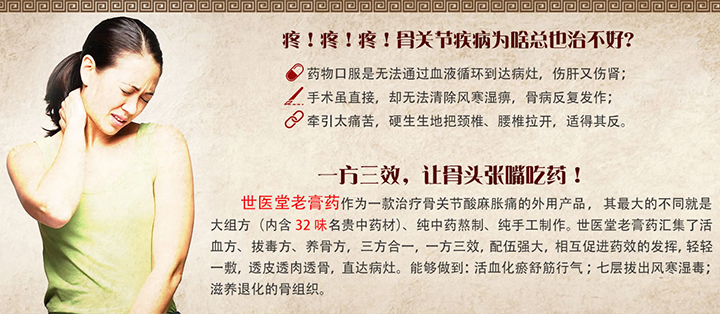 疼！疼！疼！骨关节疾病为啥总也治不好？
药物口服是无法通过血液循环到达病灶，伤肝又伤胃；
手术虽直接，却无法清除风寒湿痹，骨病反复发作；
牵引太痛苦，硬生生地把颈椎、腰椎拉开，适得其反。
一方三效，让骨头张嘴吃药！
世医堂老膏药作为一款治疗骨关节酸麻胀痛的外用产品， 其最大的不同就是
大组方（内含 32 味名贵中药材）、纯中药熬制、纯手工制作。世医堂老膏药汇集了活
血方、拔毒方、养骨方，三方合一，一方三效，配伍强大，相互促进药效的发挥，轻轻
一敷，透皮透肉透骨，直达病灶。能够做到：活血化瘀舒筋行气；七层拔出风寒湿毒；
滋养退化的骨组织。